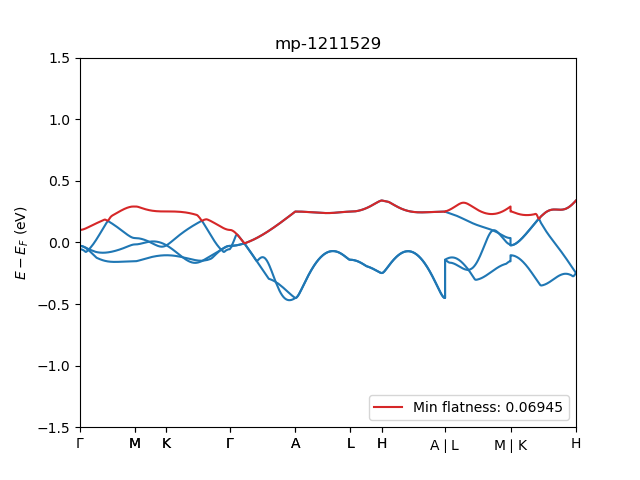 mp-1211529
1.5
1.0
0.5
0.0
−0.5
−1.0
−1.5
E − E_F (eV)
Min flatness: 0.06945
Γ M K Γ A L H A | L M | K H